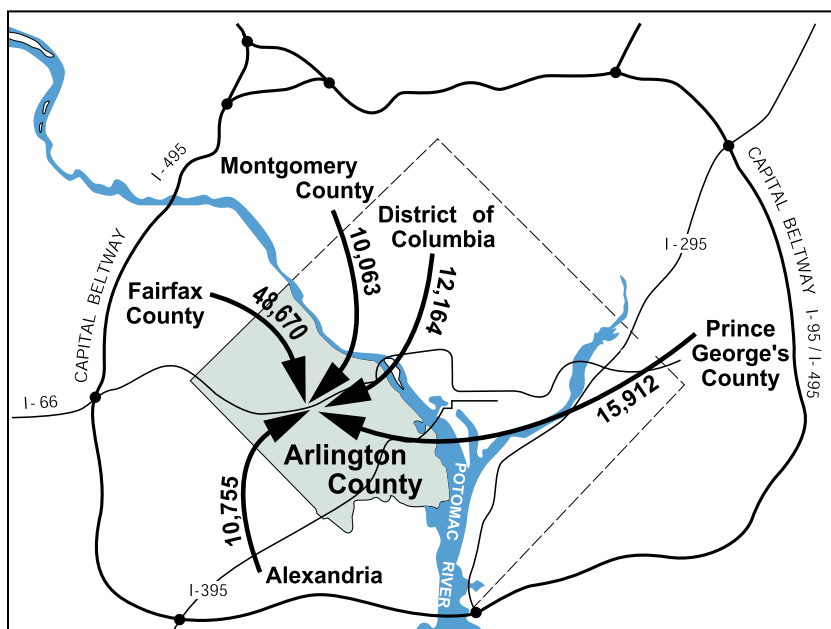 I-495
Montgomery
County
10,063
District of
Columbia
12,164
CAPITAL BELTWAY
I-295
Fairfax
County
48,670
CAPITAL BELTWAY
I-95 / I-495
Prince
George's
County
15,912
I-66
Arlington
County
10,755
POTOMAC
RIVER
Alexandria
I-395